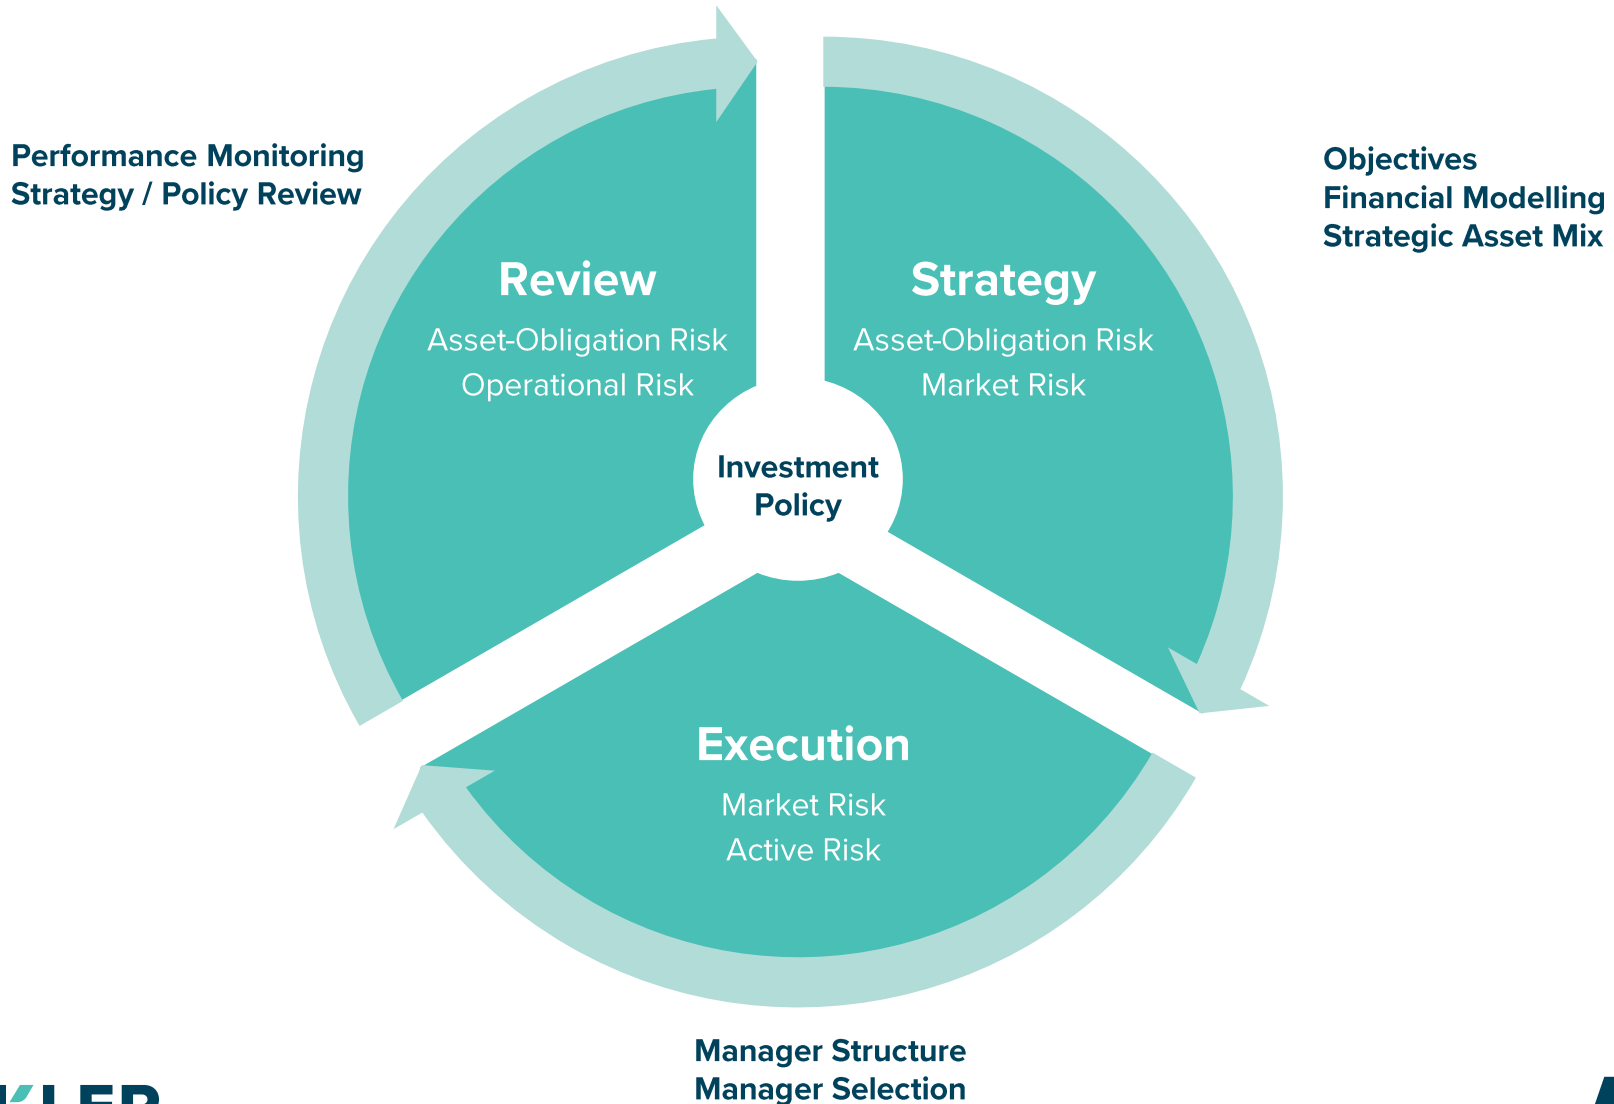 Performance Monitoring
Strategy / Policy Review
Objectives
Financial Modelling
Strategic Asset Mix
Review
Asset-Obligation Risk
Operational Risk
Strategy
Asset-Obligation Risk
Market Risk
Investment
Policy
Execution
Market Risk
Active Risk
Manager Structure
Manager Selection